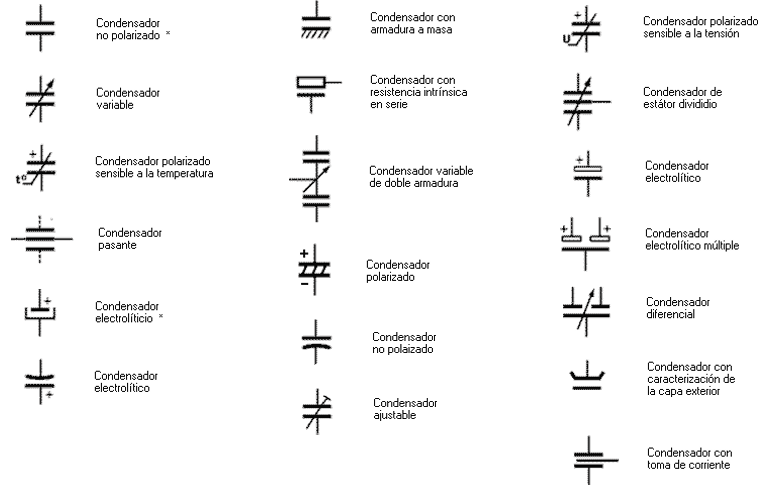 Condensador
no polarizado *
Condensador
variable
+
t°
Condensador polarizado
sensible a la temperatura
Condensador
pasante
+
Condensador
electrolíticio *
+
Condensador
electrolítico
Condensador con
armadura a masa
Condensador con
resistencia intrínsica
en serie
Condensador variable
de doble armadura
+
−
Condensador
polarizado
Condensador
no polaizado
Condensador
ajustable
+
U
Condensador polarizado
sensible a la tensión
Condensador de
estátor divididio
+
Condensador
electrolítico
+ +
Condensador
electrolítico múltiple
Condensador
diferencial
Condensador con
caracterización de
la capa exterior
Condensador con
toma de corriente